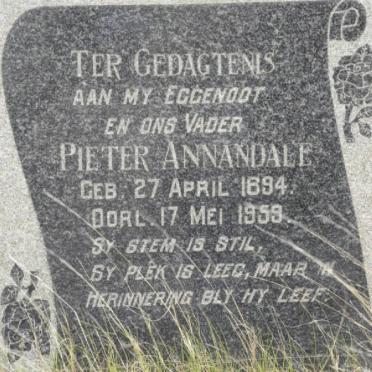 TER GEDAGTENIS
AAN MY EGGENOOT
EN ONS VADER
PIETER ANNANDALE
GEB. 27 APRIL 1894.
OORL. 17 MEI 1959.
SY STEM IS STIL,
SY PLEK IS LEEG, MAAR IN
HERINNERING BLY HY LEEF.